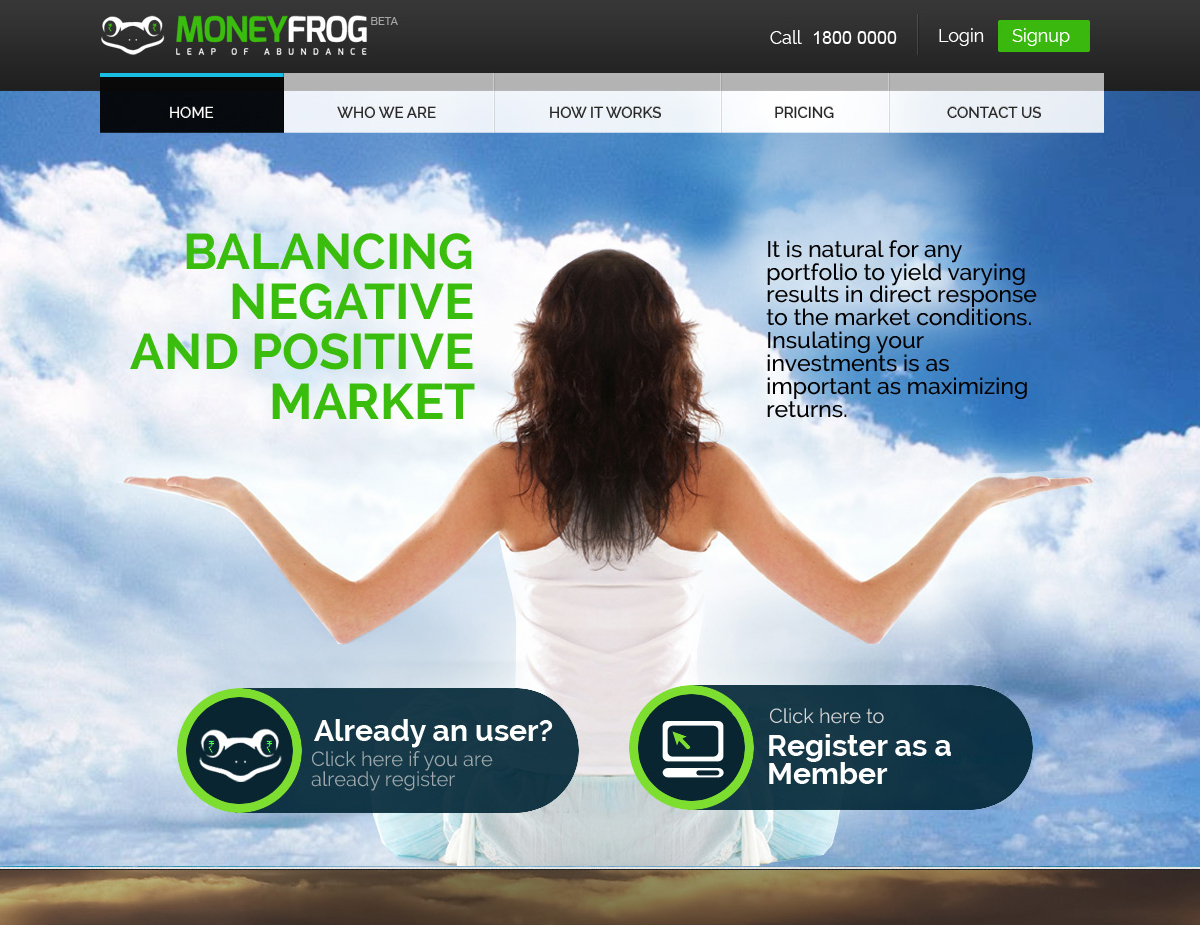 MONEYFROG BETA
LEAP OF ABUNDANCE
Call 1800 0000
Login
Signup
HOME
WHO WE ARE
HOW IT WORKS
PRICING
CONTACT US
BALANCING
NEGATIVE
AND POSITIVE
MARKET
It is natural for any
portfolio to yield varying
results in direct response
to the market conditions.
Insulating your
investments is as
important as maximizing
returns.
Already an user?
Click here if you are
already register
Click here to
Register as a
Member